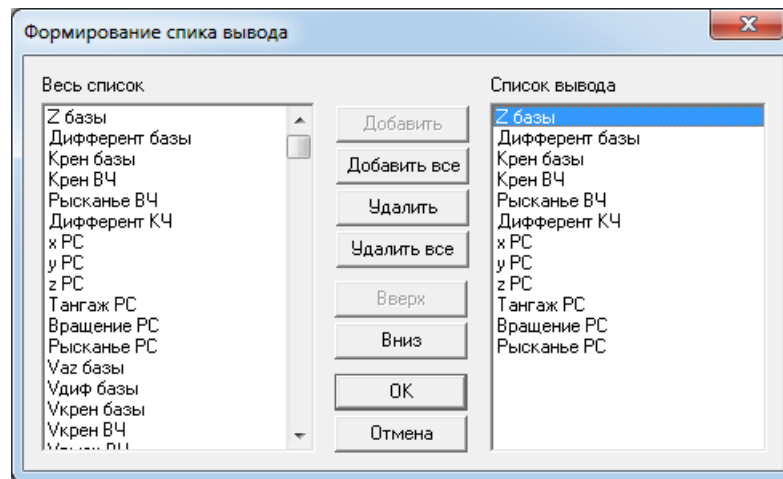 Формирование спика вывода
Весь список
Z базы
Дифферент базы
Крен базы
Крен ВЧ
Рысканье ВЧ
Дифферент КЧ
x РС
y РС
z РС
Тангаж РС
Вращение РС
Рысканье РС
Vаz базы
Vдиф базы
Vкрен базы
Vкрен ВЧ
Добавить
Добавить все
Удалить
Удалить все
Вверх
Вниз
OK
Отмена
Список вывода
Z базы
Дифферент базы
Крен базы
Крен ВЧ
Рысканье ВЧ
Дифферент КЧ
x РС
y РС
z РС
Тангаж РС
Вращение РС
Рысканье РС